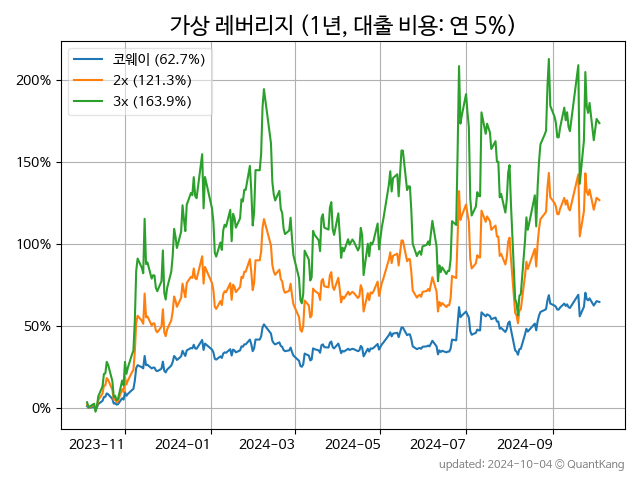 가상 레버리지 (1년, 대출 비용: 연 5%)
코웨이 (62.7%)
2x (121.3%)
3x (163.9%)
200%
150%
100%
50%
0%
2023-11 2024-01 2024-03 2024-05 2024-07 2024-09
updated: 2024-10-04 © QuantKang